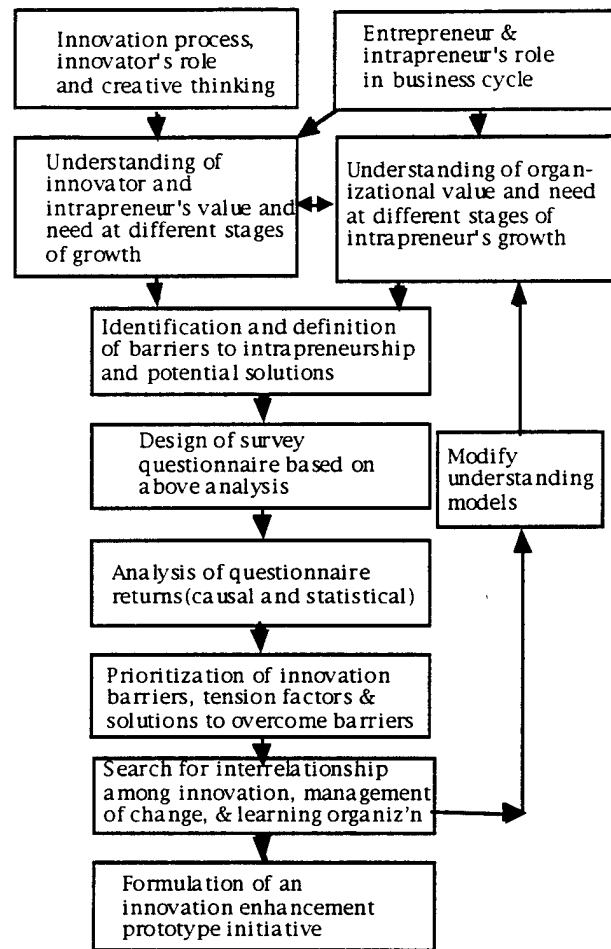 Innovation process,
innovator's role
and creative thinking
Entrepreneur &
intrapreneur's role
in business cycle
Understanding of
innovator and
intrapreneur's value and
need at different stages
of growth
Understanding of organ-
izational value and need
at different stages of
intrapreneur's growth
Identification and definition
of barriers to intrapreneurship
and potential solutions
Design of survey
questionnaire based on
above analysis
Modify
understanding
models
Analysis of questionnaire
returns(causal and statistical)
Prioritization of innovation
barriers, tension factors &
solutions to overcome barriers
Search for interrelationship
among innovation, management
of change, & learning organiz'n
Formulation of an
innovation enhancement
prototype initiative